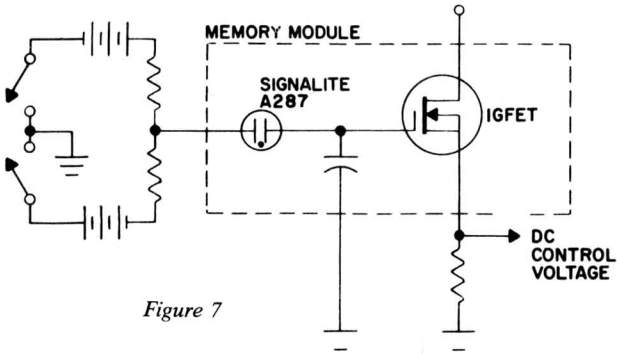 MEMORY MODULE
SIGNALITE
A287
IGFET
DC
CONTROL
VOLTAGE
Figure 7